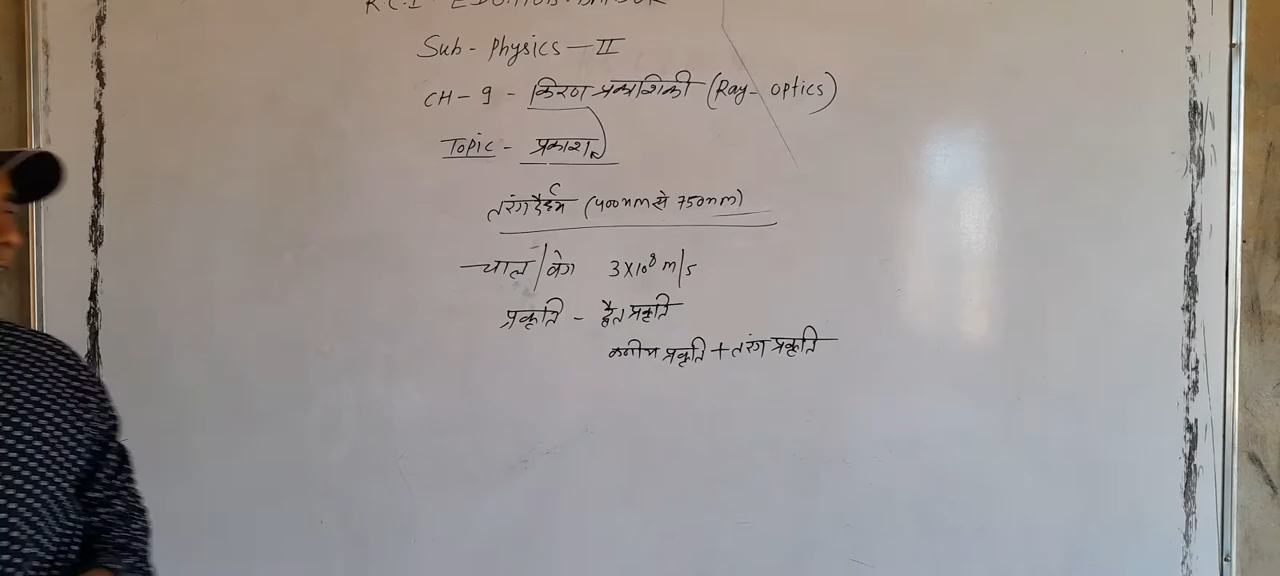 Sub - Physics - II
CH - 9 - किरण प्रकाशिकी (Ray - optics)
Topic - प्रकाश
तरंगदैर्ध्य (400nm से 750nm)
चाल/वेग 3×10⁸ m/s
प्रकृति - द्वैत प्रकृति
कणीय प्रकृति + तरंग प्रकृति